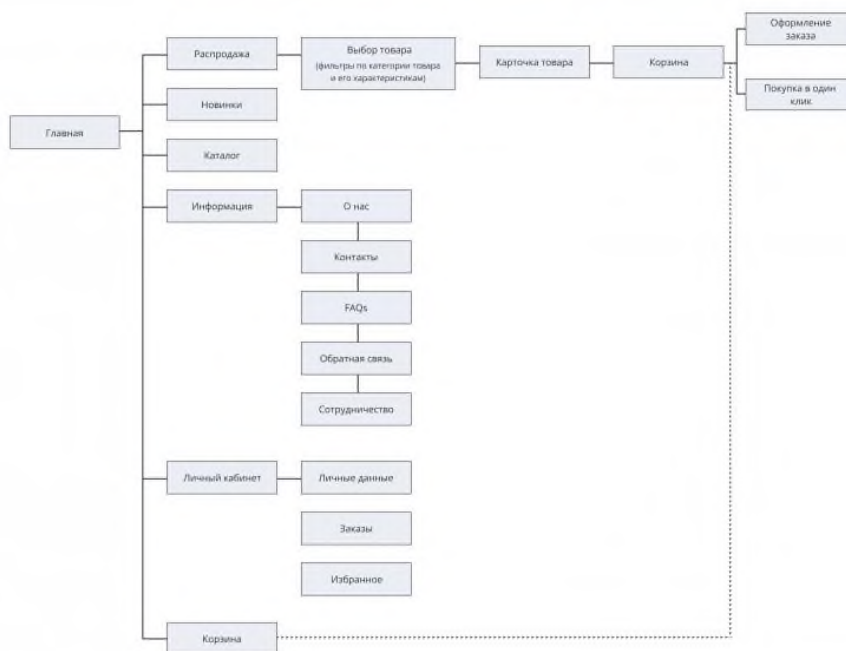 Оформление
заказа
Распродажа
Выбор товара
(фильтры по категории товара
и его характеристикам)
Карточка товара
Корзина
Покупка в один
клик
Новинки
Главная
Каталог
Информация
О нас
Контакты
FAQs
Обратная связь
Сотрудничество
Личный кабинет
Личные данные
Заказы
Избранное
Корзина